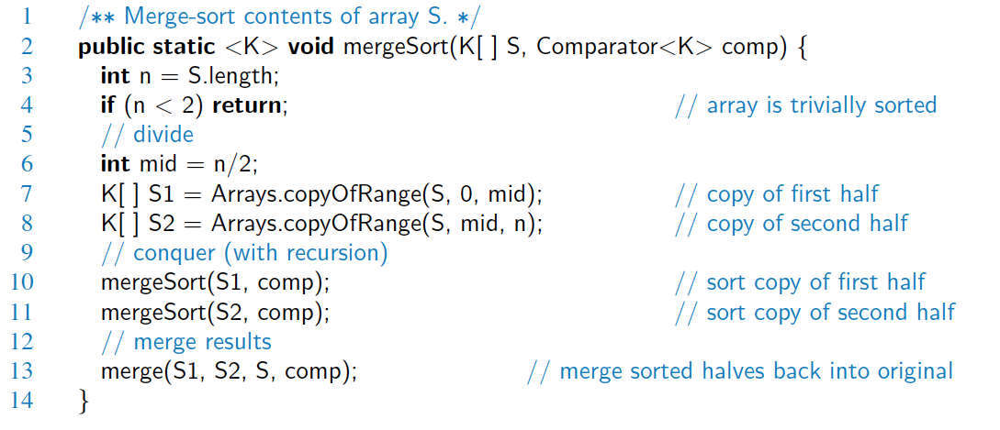 1 /** Merge-sort contents of array S. */
2 public static <K> void mergeSort(K[ ] S, Comparator<K> comp) {
3 int n = S.length;
4 if (n < 2) return; // array is trivially sorted
5 // divide
6 int mid = n/2;
7 K[ ] S1 = Arrays.copyOfRange(S, 0, mid); // copy of first half
8 K[ ] S2 = Arrays.copyOfRange(S, mid, n); // copy of second half
9 // conquer (with recursion)
10 mergeSort(S1, comp); // sort copy of first half
11 mergeSort(S2, comp); // sort copy of second half
12 // merge results
13 merge(S1, S2, S, comp); // merge sorted halves back into original
14 }